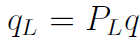 q_L = P_L q